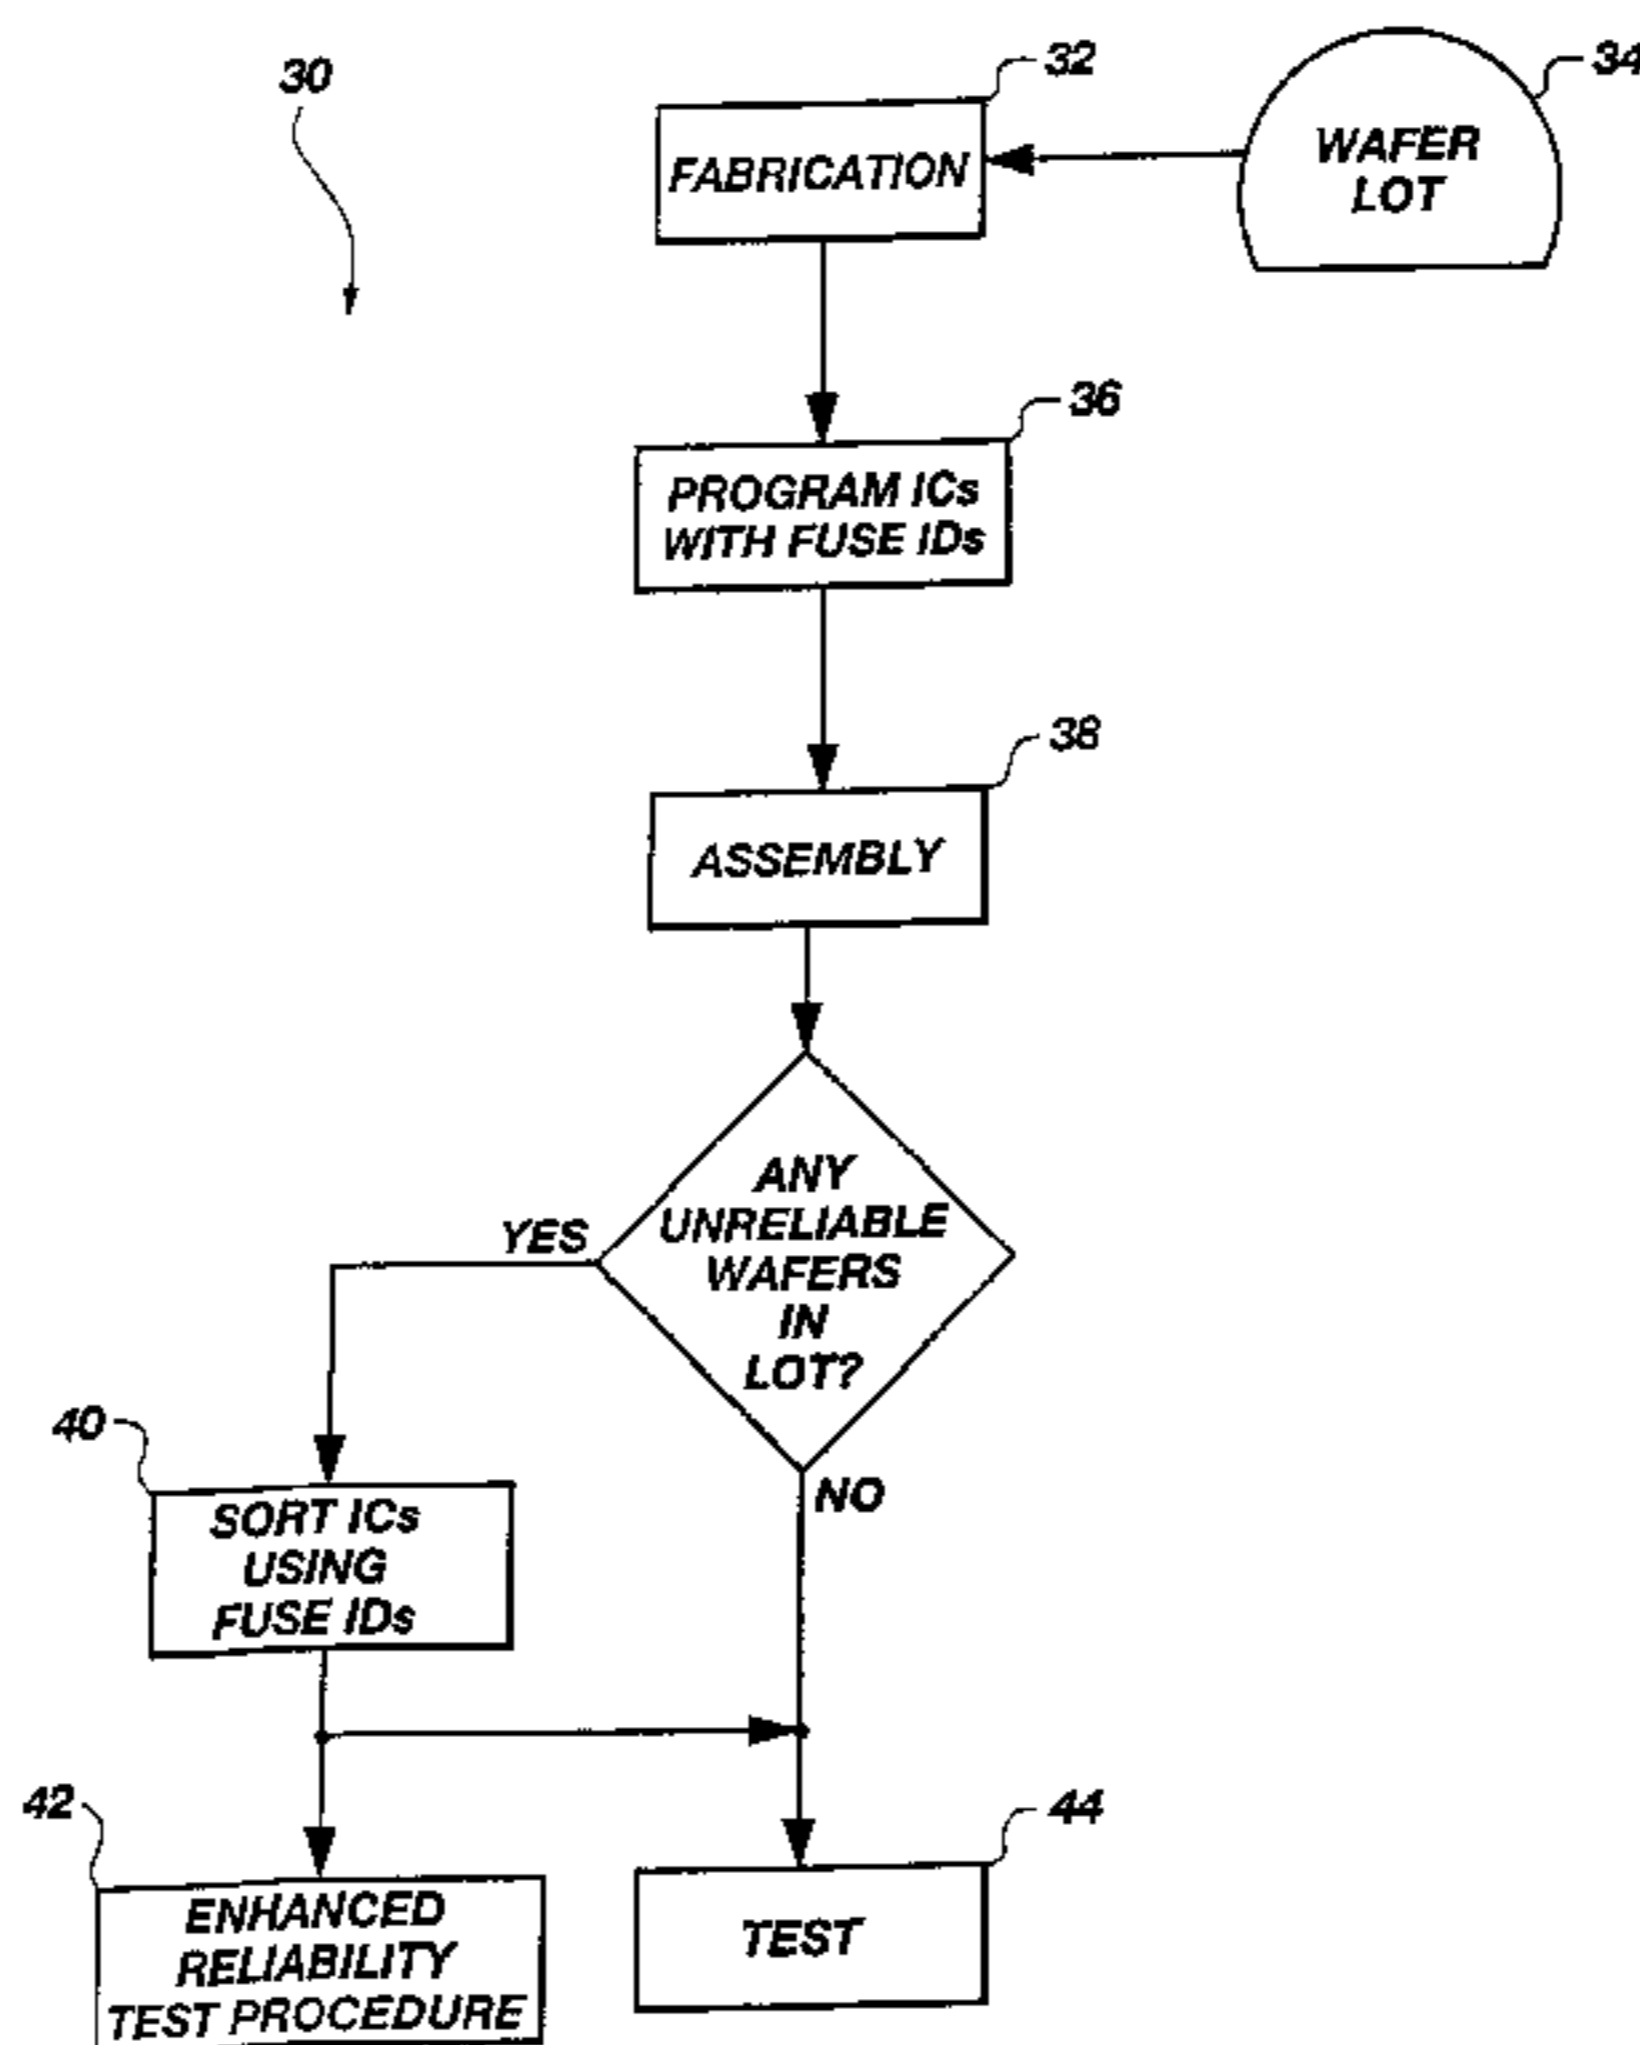 30
32
34
FABRICATION
WAFER
LOT
36
PROGRAM ICs
WITH FUSE IDs
38
ASSEMBLY
ANY
UNRELIABLE
WAFERS
IN
LOT?
YES
NO
40
SORT ICs
USING
FUSE IDs
42
ENHANCED
RELIABILITY
TEST PROCEDURE
44
TEST